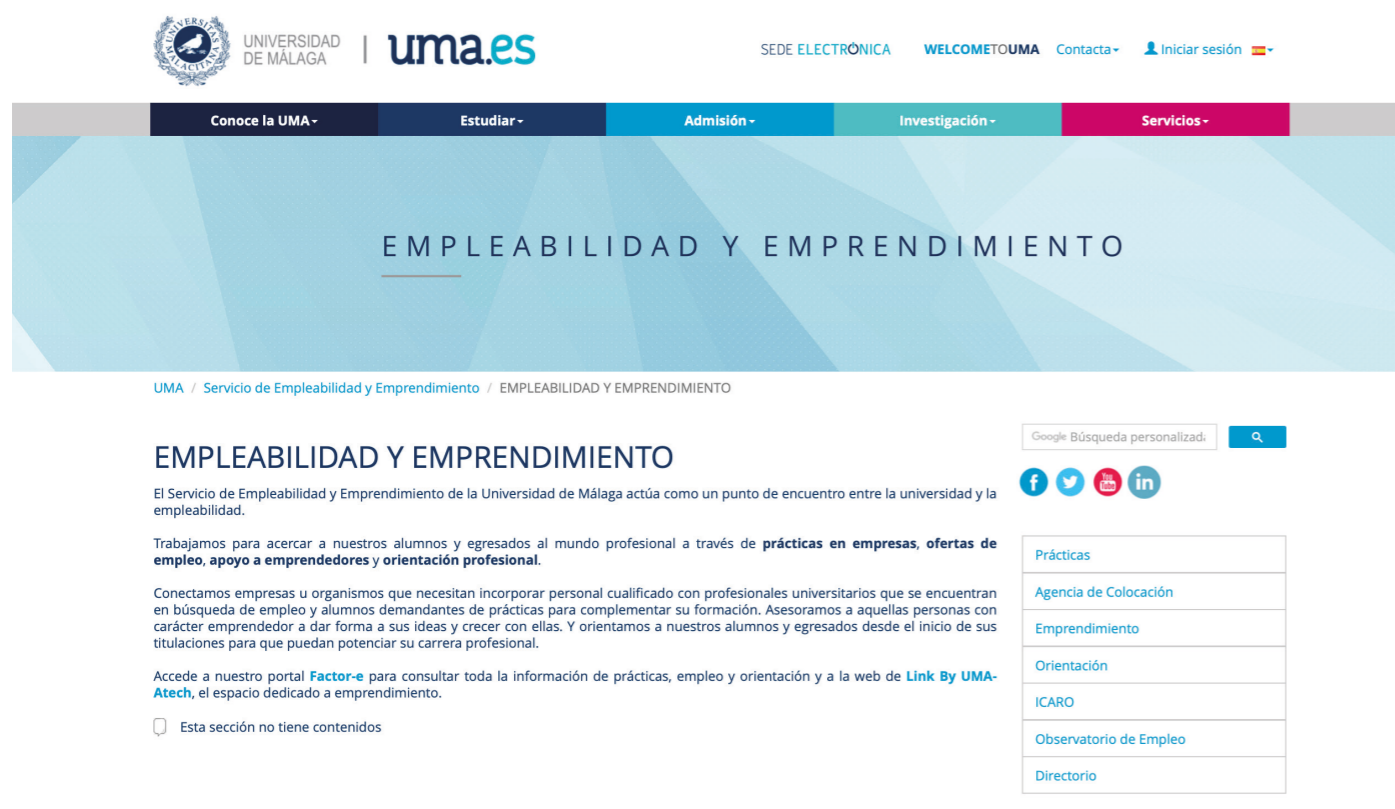 UNIVERSITAS MALACITANA
UNIVERSIDAD
DE MÁLAGA
uma.es
SEDE ELECTRÓNICA
WELCOMETOUMA
Contacta
Iniciar sesión
Conoce la UMA
Estudiar
Admisión
Investigación
Servicios
EMPLEABILIDAD Y EMPRENDIMIENTO
UMA / Servicio de Empleabilidad y Emprendimiento / EMPLEABILIDAD Y EMPRENDIMIENTO
EMPLEABILIDAD Y EMPRENDIMIENTO
El Servicio de Empleabilidad y Emprendimiento de la Universidad de Málaga actúa como un punto de encuentro entre la universidad y la
empleabilidad.
Trabajamos para acercar a nuestros alumnos y egresados al mundo profesional a través de prácticas en empresas, ofertas de
empleo, apoyo a emprendedores y orientación profesional.
Conectamos empresas u organismos que necesitan incorporar personal cualificado con profesionales universitarios que se encuentran
en búsqueda de empleo y alumnos demandantes de prácticas para complementar su formación. Asesoramos a aquellas personas con
carácter emprendedor a dar forma a sus ideas y crecer con ellas. Y orientamos a nuestros alumnos y egresados desde el inicio de sus
titulaciones para que puedan potenciar su carrera profesional.
Accede a nuestro portal Factor-e para consultar toda la información de prácticas, empleo y orientación y a la web de Link By UMA-
Atech, el espacio dedicado a emprendimiento.
Esta sección no tiene contenidos
Google Búsqueda personalizad
You Tube
Prácticas
Agencia de Colocación
Emprendimiento
Orientación
ICARO
Observatorio de Empleo
Directorio